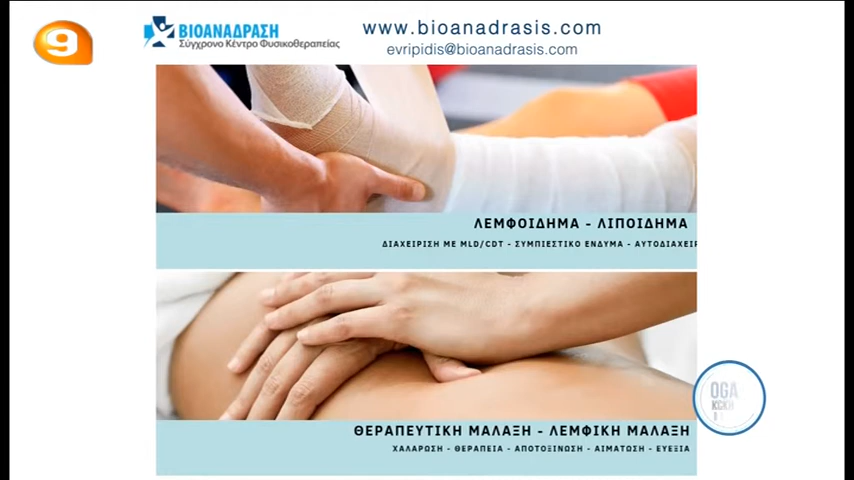 9
ΒΙΟΑΝΑΔΡΑΣΗ
Σύγχρονο Κέντρο Φυσικοθεραπείας
www.bioanadrasis.com
evripidis@bioanadrasis.com
ΛΕΜΦΟΙΔΗΜΑ - ΛΙΠΟΙΔΗΜΑ
ΔΙΑΧΕΙΡΙΣΗ ΜΕ MLD/CDT - ΣΥΜΠΙΕΣΤΙΚΟ ΕΝΔΥΜΑ - ΑΥΤΟΔΙΑΧΕΙΡ
ΘΕΡΑΠΕΥΤΙΚΗ ΜΑΛΑΞΗ - ΛΕΜΦΙΚΗ ΜΑΛΑΞΗ
ΧΑΛΑΡΩΣΗ - ΘΕΡΑΠΕΙΑ - ΑΠΟΤΟΞΙΝΩΣΗ - ΑΙΜΑΤΩΣΗ - ΕΥΕΞΙΑ